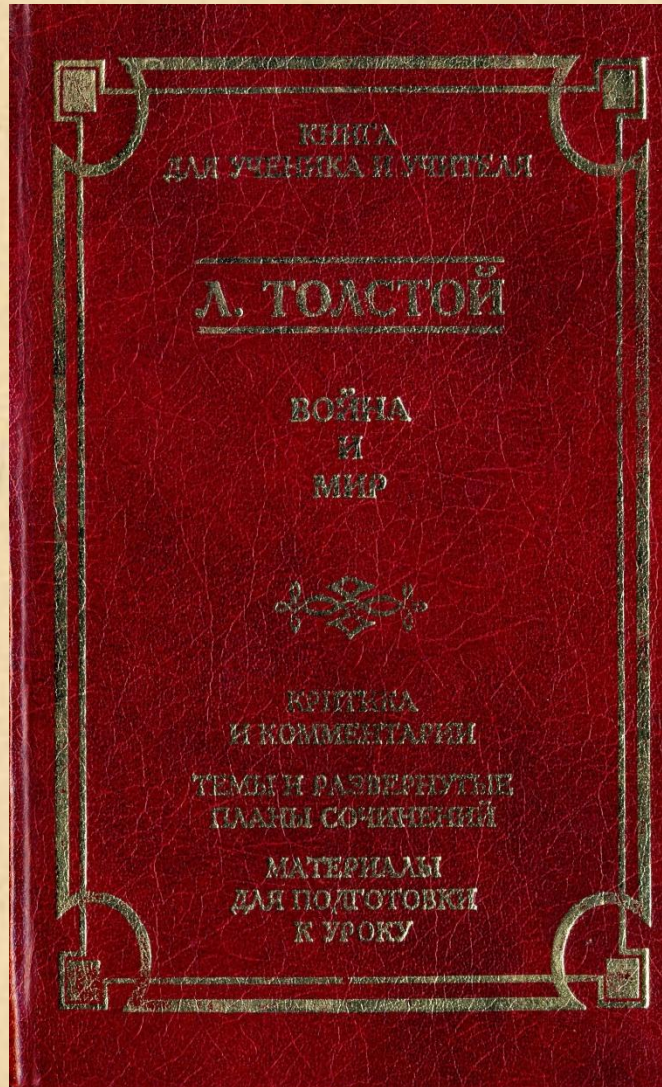 КНИГА
ДЛЯ УЧЕНИКА И УЧИТЕЛЯ
Л. ТОЛСТОЙ
ВОЙНА
И
МИР
КРИТИКА
И КОММЕНТАРИИ
ТЕМЫ И РАЗВЕРНУТЫЕ
ПЛАНЫ СОЧИНЕНИЙ
МАТЕРИАЛЫ
ДЛЯ ПОДГОТОВКИ
К УРОКУ